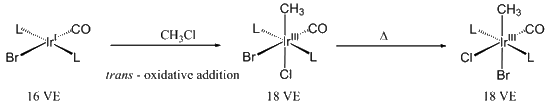 L Ir^I CO
Br L
16 VE
CH₃Cl
trans - oxidative addition
CH₃
L Ir^III CO
Br L
Cl
18 VE
Δ
CH₃
L Ir^III CO
Cl L
Br
18 VE